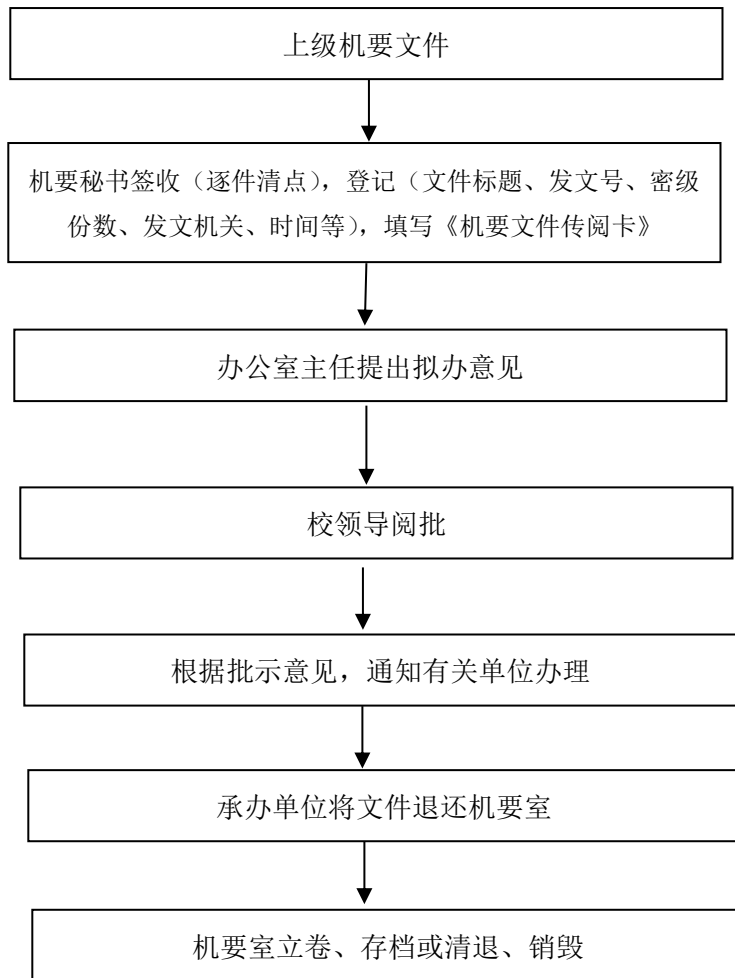 上级机要文件
机要秘书签收（逐件清点），登记（文件标题、发文号、密级
份数、发文机关、时间等），填写《机要文件传阅卡》
办公室主任提出拟办意见
校领导阅批
根据批示意见，通知有关单位办理
承办单位将文件退还机要室
机要室立卷、存档或清退、销毁